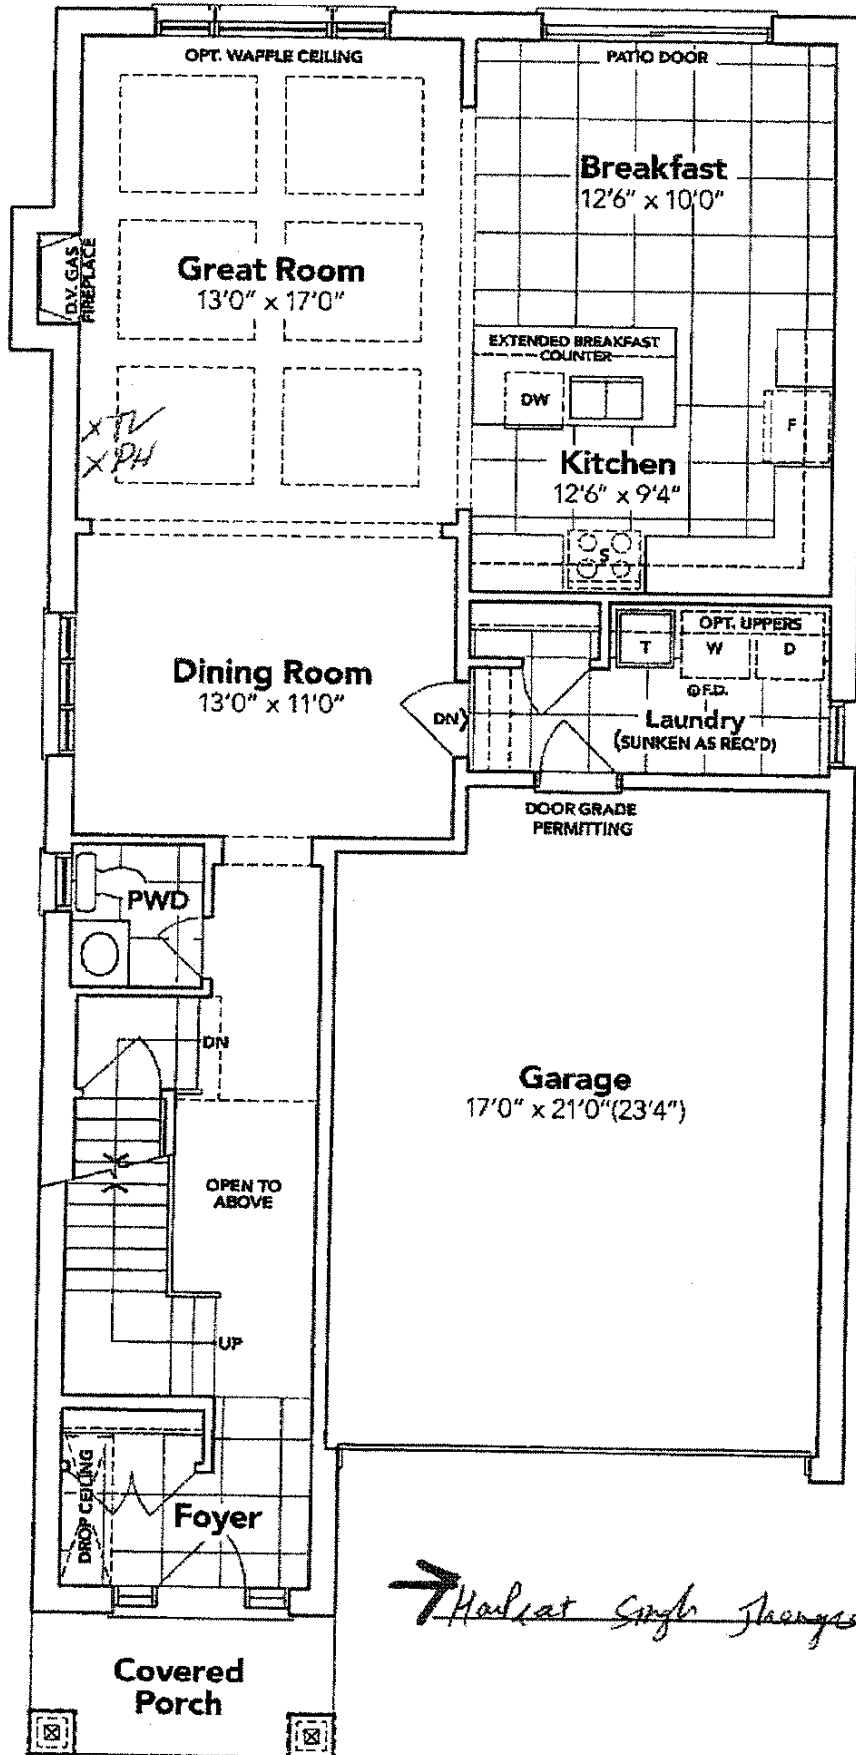 OPT. WAFFLE CEILING
PATIO DOOR
Breakfast
12'6" x 10'0"
D.V. GAS
FIREPLACE
Great Room
13'0" x 17'0"
EXTENDED BREAKFAST
COUNTER
DW
F
x TV
x PH
Kitchen
12'6" x 9'4"
S
OPT. UPPERS
T
W
D
F.D.
Dining Room
13'0" x 11'0"
DN
Laundry
(SUNKEN AS REQ'D)
DOOR GRADE
PERMITTING
PWD
DN
Garage
17'0" x 21'0"(23'4")
OPEN TO
ABOVE
UP
DROP CEILING
Foyer
Singh
Covered
Porch